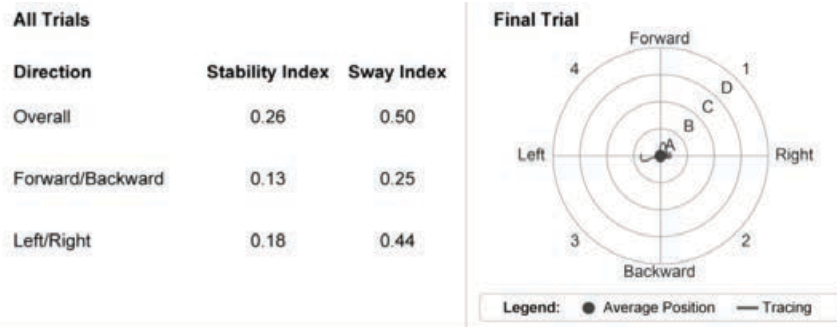 All Trials
Direction Stability Index Sway Index
Overall 0.26 0.50
Forward/Backward 0.13 0.25
Left/Right 0.18 0.44
Final Trial
Forward
4 1
D
C
B
A
Left Right
3 2
Backward
Legend: Average Position Tracing